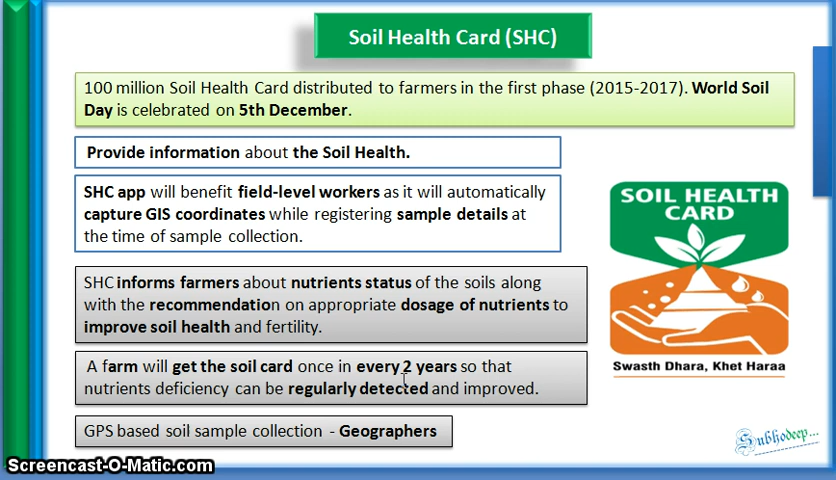 Soil Health Card (SHC)
100 million Soil Health Card distributed to farmers in the first phase (2015-2017). World Soil
Day is celebrated on 5th December.
Provide information about the Soil Health.
SHC app will benefit field-level workers as it will automatically
capture GIS coordinates while registering sample details at
the time of sample collection.
SHC informs farmers about nutrients status of the soils along
with the recommendation on appropriate dosage of nutrients to
improve soil health and fertility.
A farm will get the soil card once in every 2 years so that
nutrients deficiency can be regularly detected and improved.
GPS based soil sample collection - Geographers
SOIL HEALTH
CARD
Swasth Dhara, Khet Haraa
Subhodeep...
Screencast-O-Matic.com